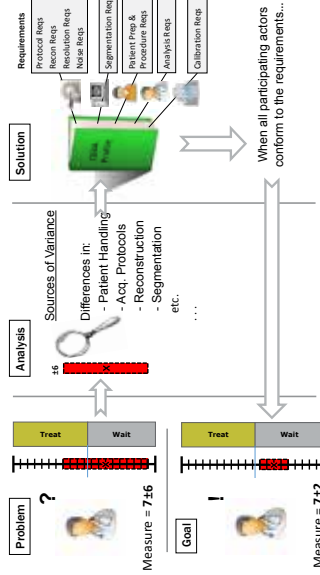 Problem
?
Treat
Wait
Measure = 7±6
Goal
!
Treat
Wait
Measure = 7±2
Analysis
±6
Sources of Variance
Differences in:
- Patient Handling
- Acq. Protocols
- Reconstruction
- Segmentation
etc.
. . .
Solution
QIBA
Profile
Requirements
Protocol Reqs
Recon Reqs
Resolution Reqs
Noise Reqs
Segmentation Reqs
Patient Prep &
Procedure Reqs
Analysis Reqs
Calibration Reqs
When all participating actors
conform to the requirements...